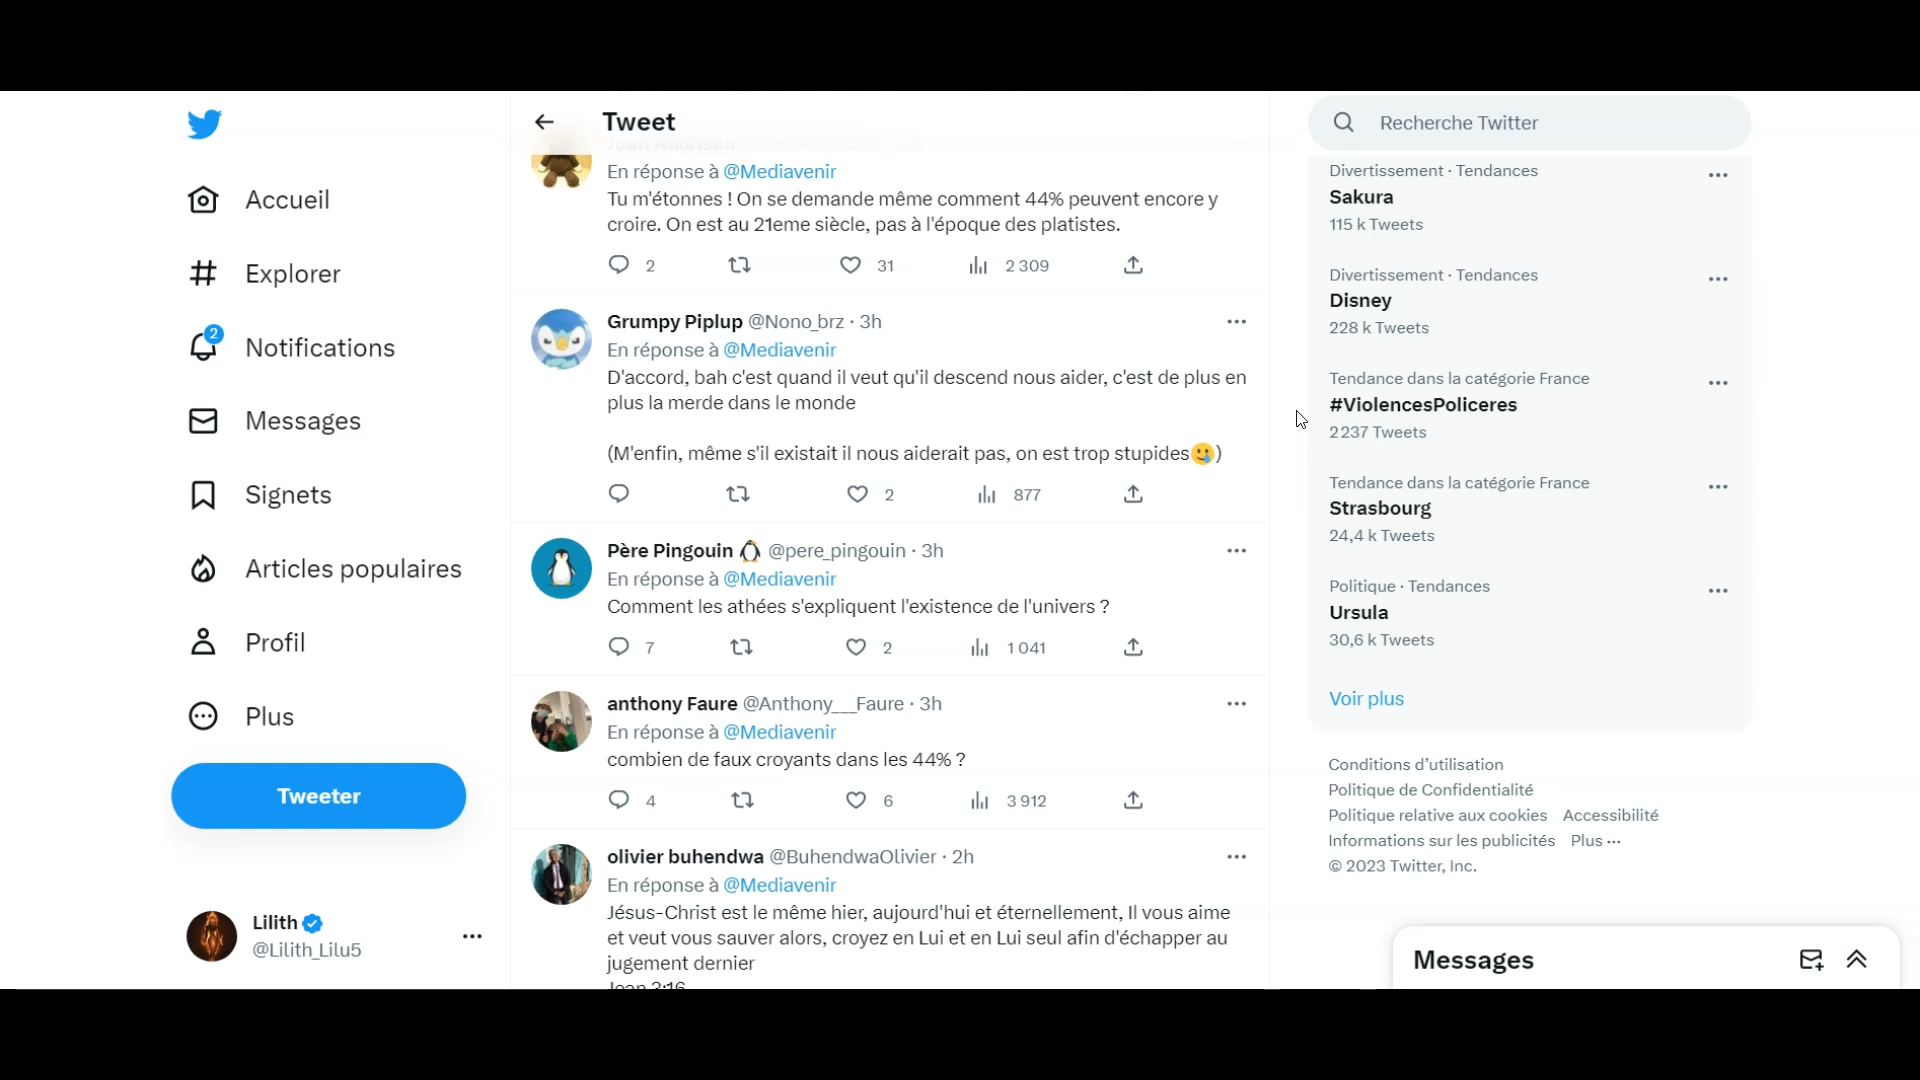 Accueil
Explorer
2
Notifications
Messages
Signets
Articles populaires
Profil
Plus
Tweeter
Lilith
@Lilith_Lilu5
Tweet
En réponse à @Mediavenir
Tu m'étonnes ! On se demande même comment 44% peuvent encore y
croire. On est au 21eme siècle, pas à l'époque des platistes.
2 31 2 309
Grumpy Piplup @Nono_brz · 3h
En réponse à @Mediavenir
D'accord, bah c'est quand il veut qu'il descend nous aider, c'est de plus en
plus la merde dans le monde
(M'enfin, même s'il existait il nous aiderait pas, on est trop stupides🥲)
2 877
Père Pingouin 🐧 @pere_pingouin · 3h
En réponse à @Mediavenir
Comment les athées s'expliquent l'existence de l'univers ?
7 2 1 041
anthony Faure @Anthony___Faure · 3h
En réponse à @Mediavenir
combien de faux croyants dans les 44% ?
4 6 3 912
olivier buhendwa @BuhendwaOlivier · 2h
En réponse à @Mediavenir
Jésus-Christ est le même hier, aujourd'hui et éternellement, Il vous aime
et veut vous sauver alors, croyez en Lui et en Lui seul afin d'échapper au
jugement dernier
Jean 3:16
Recherche Twitter
Divertissement · Tendances
Sakura
115 k Tweets
Divertissement · Tendances
Disney
228 k Tweets
Tendance dans la catégorie France
#ViolencesPoliceres
2 237 Tweets
Tendance dans la catégorie France
Strasbourg
24,4 k Tweets
Politique · Tendances
Ursula
30,6 k Tweets
Voir plus
Conditions d'utilisation
Politique de Confidentialité
Politique relative aux cookies Accessibilité
Informations sur les publicités Plus ···
© 2023 Twitter, Inc.
Messages